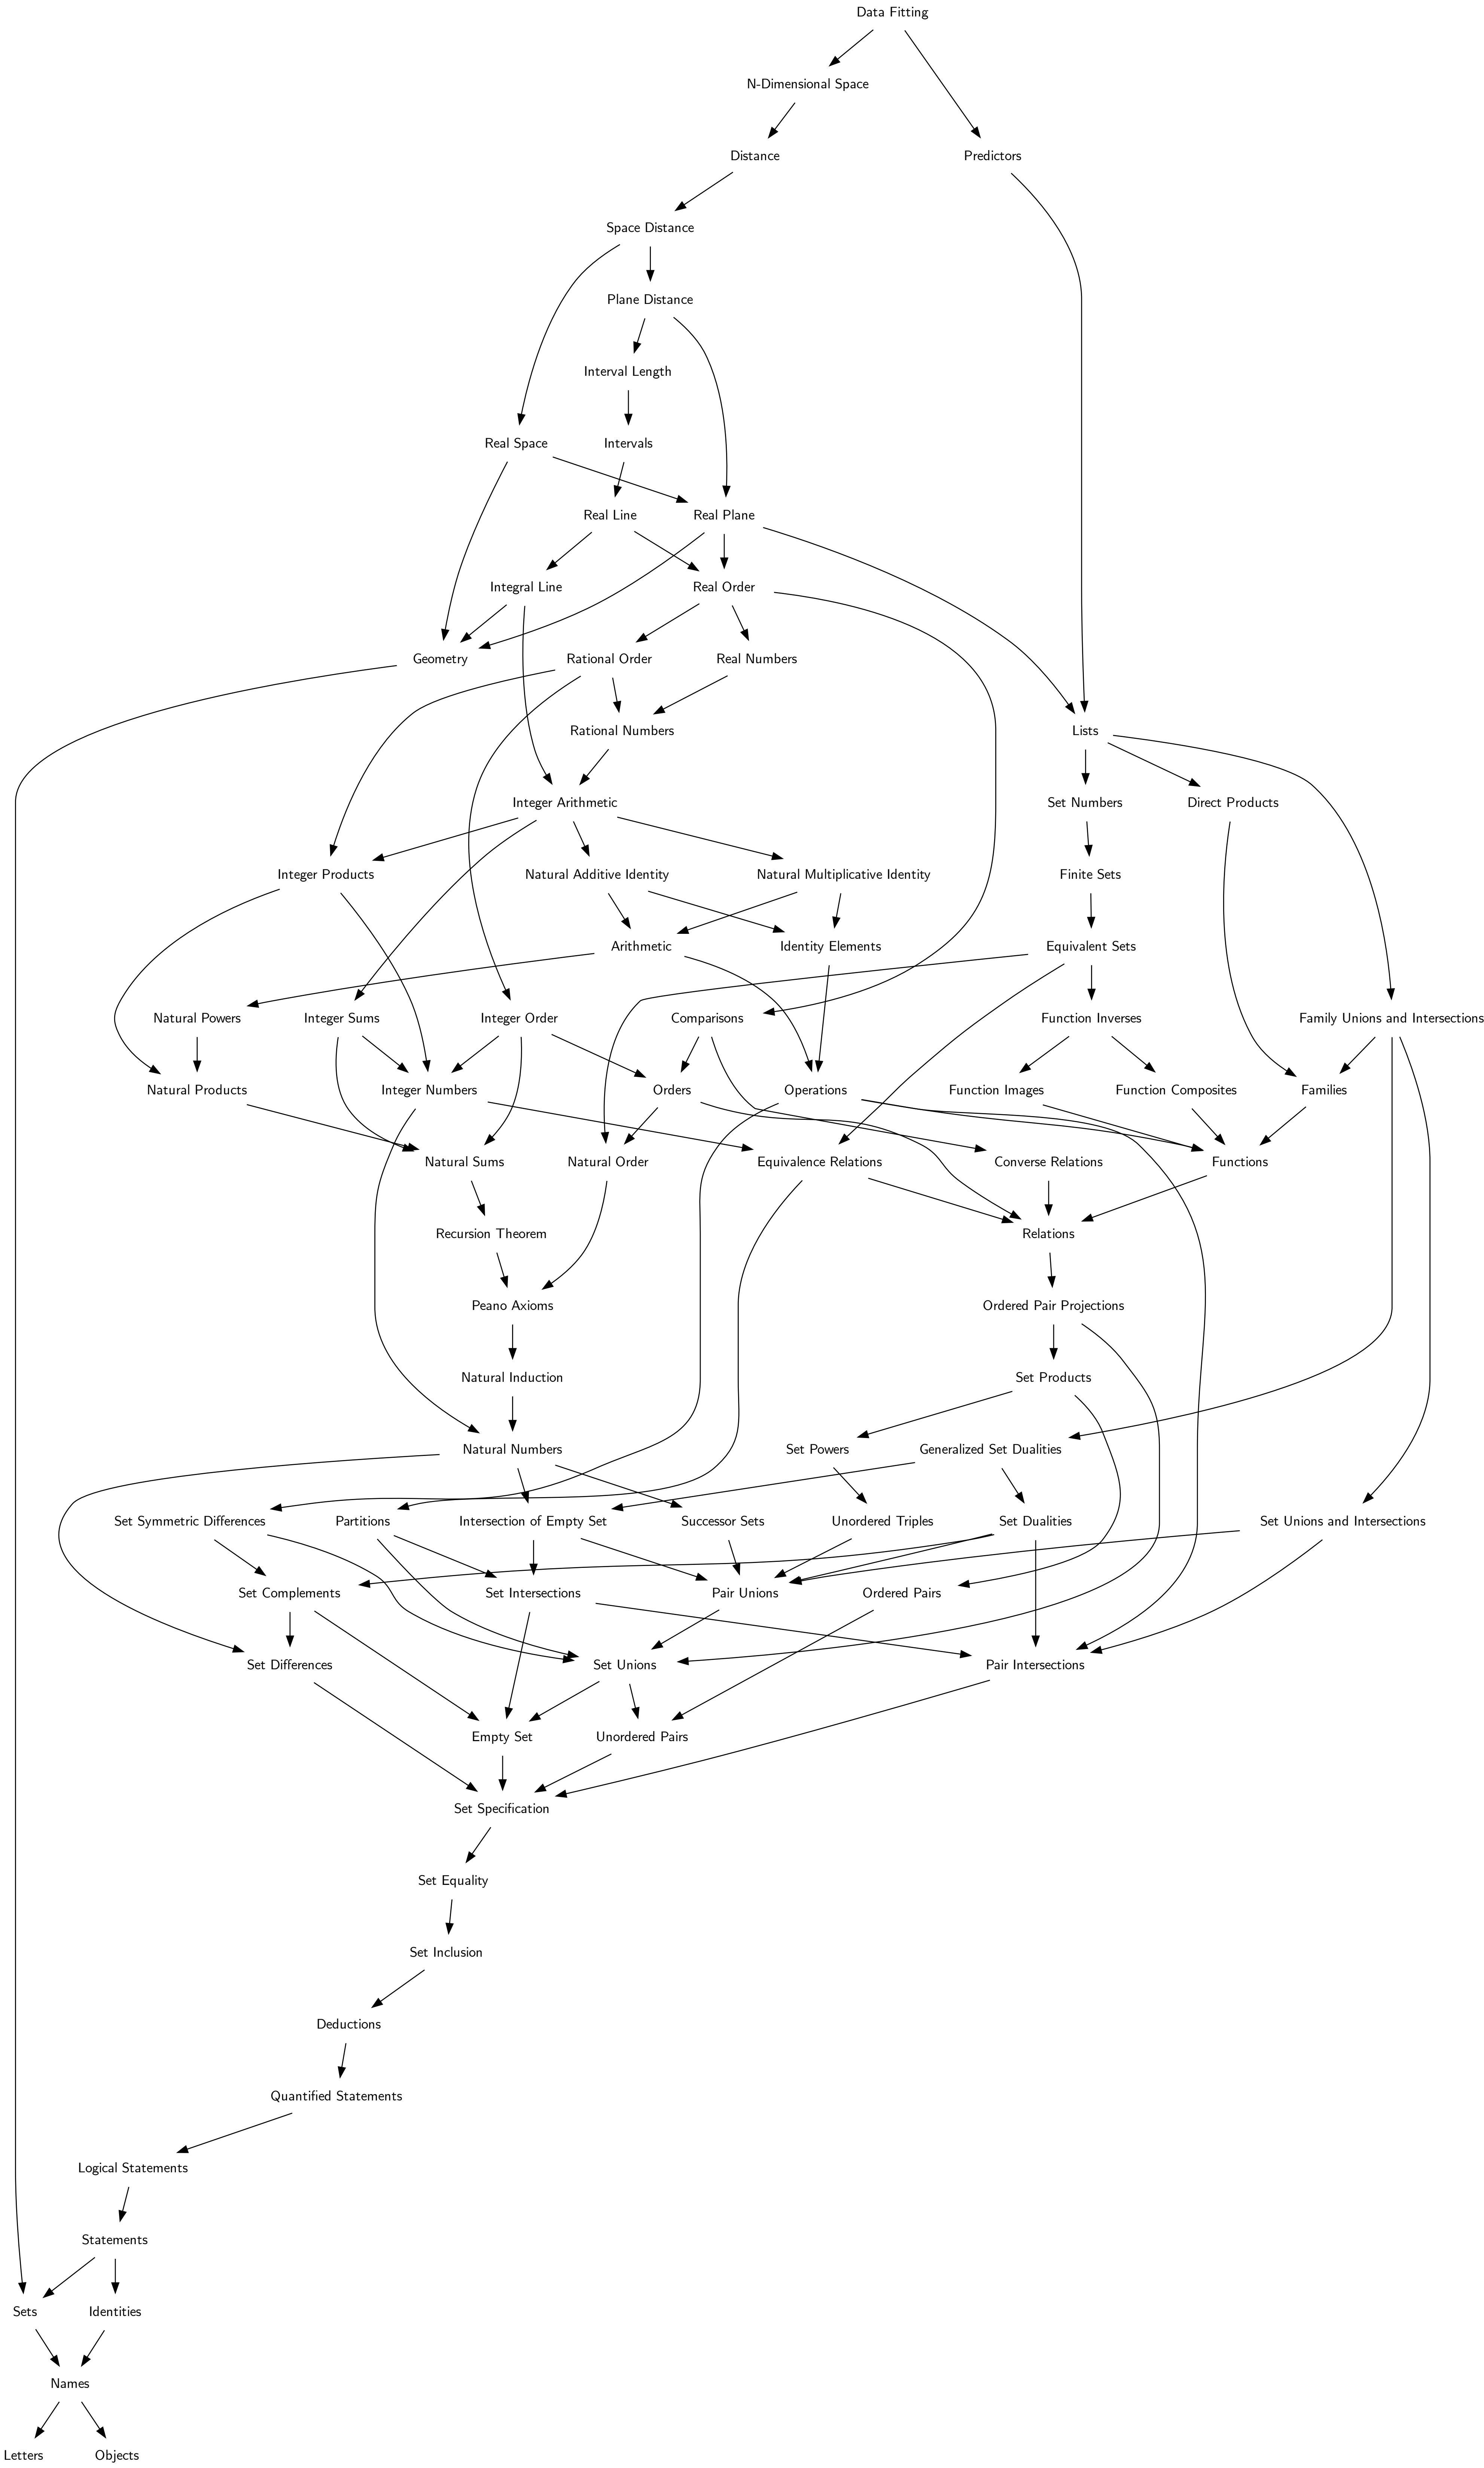 Data Fitting
N-Dimensional Space
Distance
Predictors
Space Distance
Plane Distance
Interval Length
Real Space
Intervals
Real Line
Real Plane
Integral Line
Real Order
Geometry
Rational Order
Real Numbers
Rational Numbers
Lists
Integer Arithmetic
Set Numbers
Direct Products
Integer Products
Natural Additive Identity
Natural Multiplicative Identity
Finite Sets
Arithmetic
Identity Elements
Equivalent Sets
Natural Powers
Integer Sums
Integer Order
Comparisons
Function Inverses
Family Unions and Intersections
Natural Products
Integer Numbers
Orders
Operations
Function Images
Function Composites
Families
Natural Sums
Natural Order
Equivalence Relations
Converse Relations
Functions
Recursion Theorem
Relations
Peano Axioms
Ordered Pair Projections
Natural Induction
Set Products
Natural Numbers
Set Powers
Generalized Set Dualities
Set Symmetric Differences
Partitions
Intersection of Empty Set
Successor Sets
Unordered Triples
Set Dualities
Set Unions and Intersections
Set Complements
Set Intersections
Pair Unions
Ordered Pairs
Set Differences
Set Unions
Pair Intersections
Empty Set
Unordered Pairs
Set Specification
Set Equality
Set Inclusion
Deductions
Quantified Statements
Logical Statements
Statements
Sets
Identities
Names
Letters
Objects